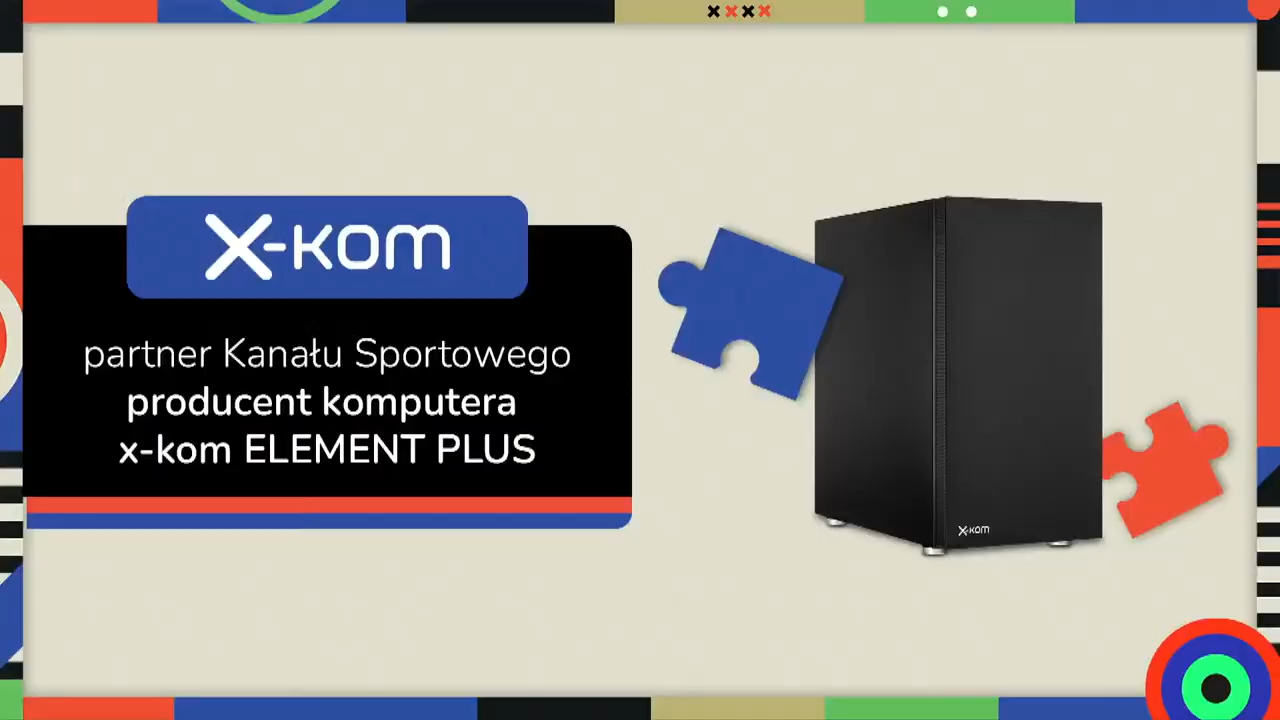 x-kom
partner Kanału Sportowego
producent komputera
x-kom ELEMENT PLUS
x-kom